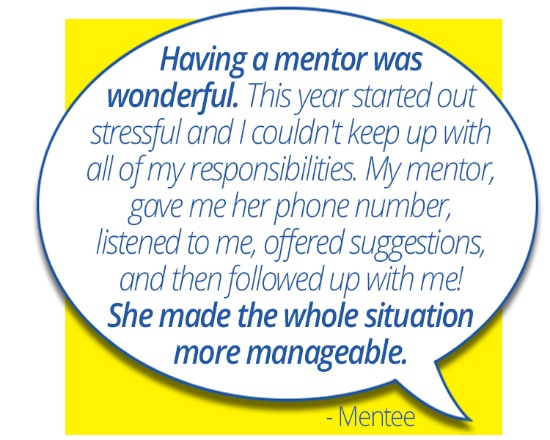 Having a mentor was
wonderful. This year started out
stressful and I couldn't keep up with
all of my responsibilities. My mentor,
gave me her phone number,
listened to me, offered suggestions,
and then followed up with me!
She made the whole situation
more manageable.
- Mentee